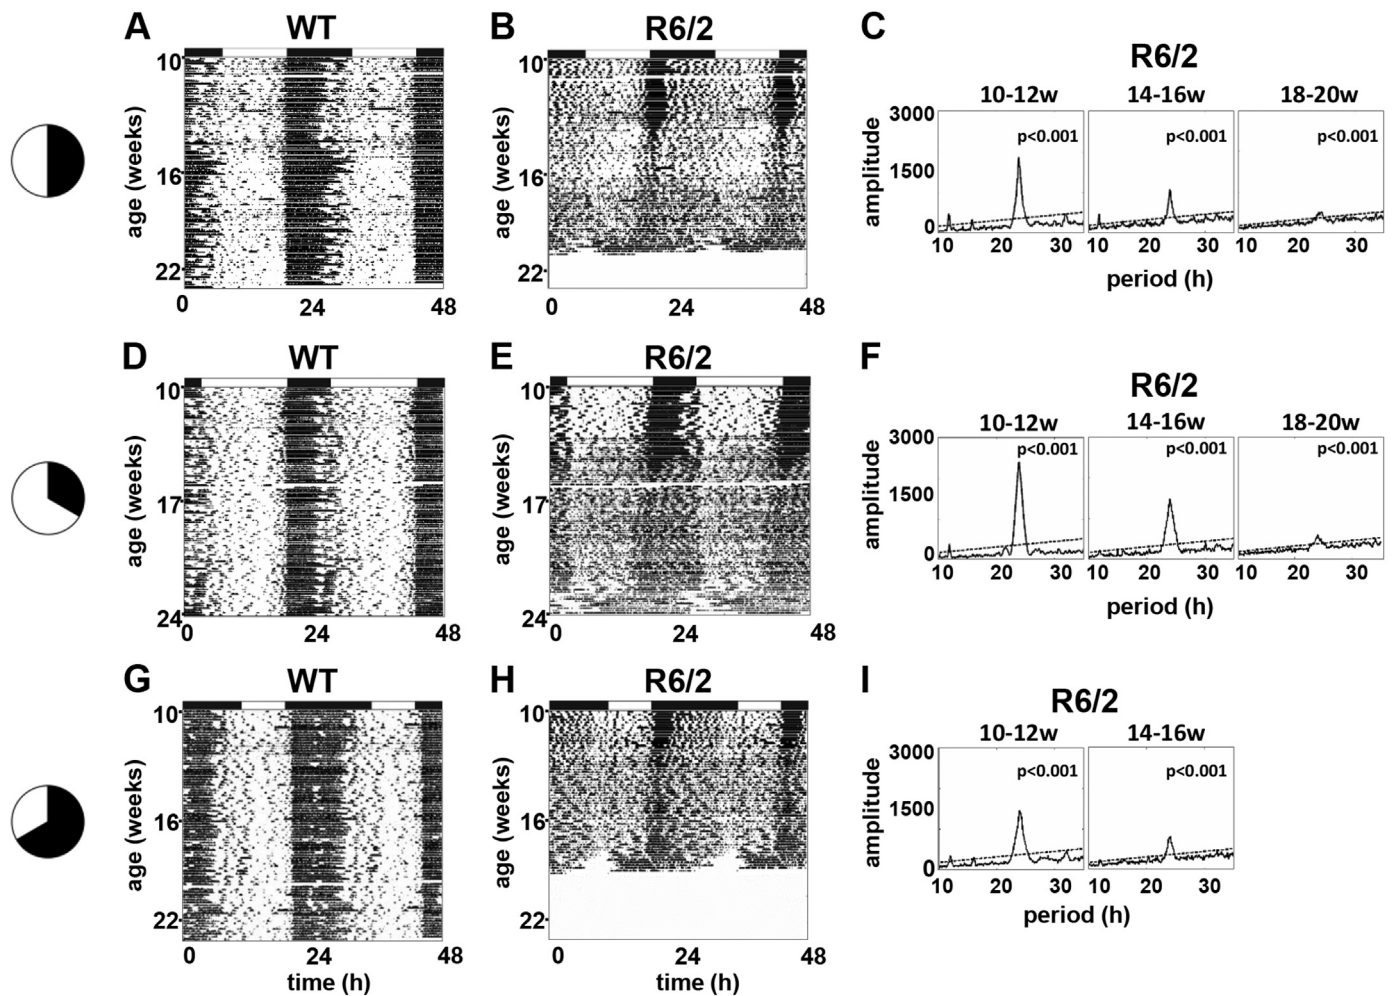 A WT
10
16
22
age (weeks)
0 24 48
B R6/2
10
16
22
age (weeks)
0 24 48
C R6/2
10-12w 14-16w 18-20w
3000
1500
0
amplitude
p<0.001 p<0.001 p<0.001
10 20 30 10 20 30 10 20 30
period (h)
D WT
10
17
24
age (weeks)
0 24 48
E R6/2
10
17
24
age (weeks)
0 24 48
F R6/2
10-12w 14-16w 18-20w
3000
1500
0
amplitude
p<0.001 p<0.001 p<0.001
10 20 30 10 20 30 10 20 30
period (h)
G WT
10
16
22
age (weeks)
0 24 48
time (h)
H R6/2
10
16
22
age (weeks)
0 24 48
time (h)
I R6/2
10-12w 14-16w
3000
1500
0
amplitude
p<0.001 p<0.001
10 20 30 10 20 30
period (h)